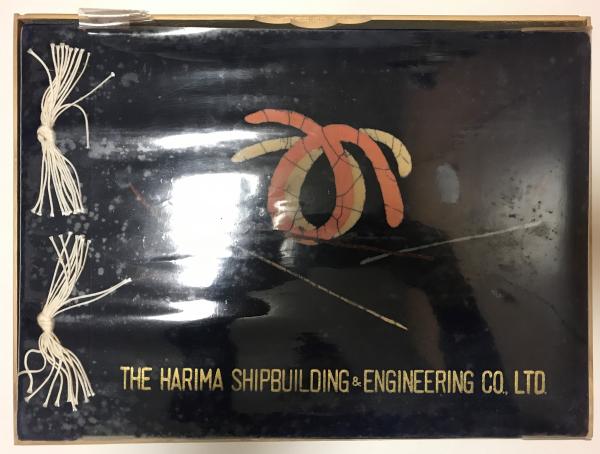 THE HARIMA SHIPBUILDING & ENGINEERING CO., LTD.